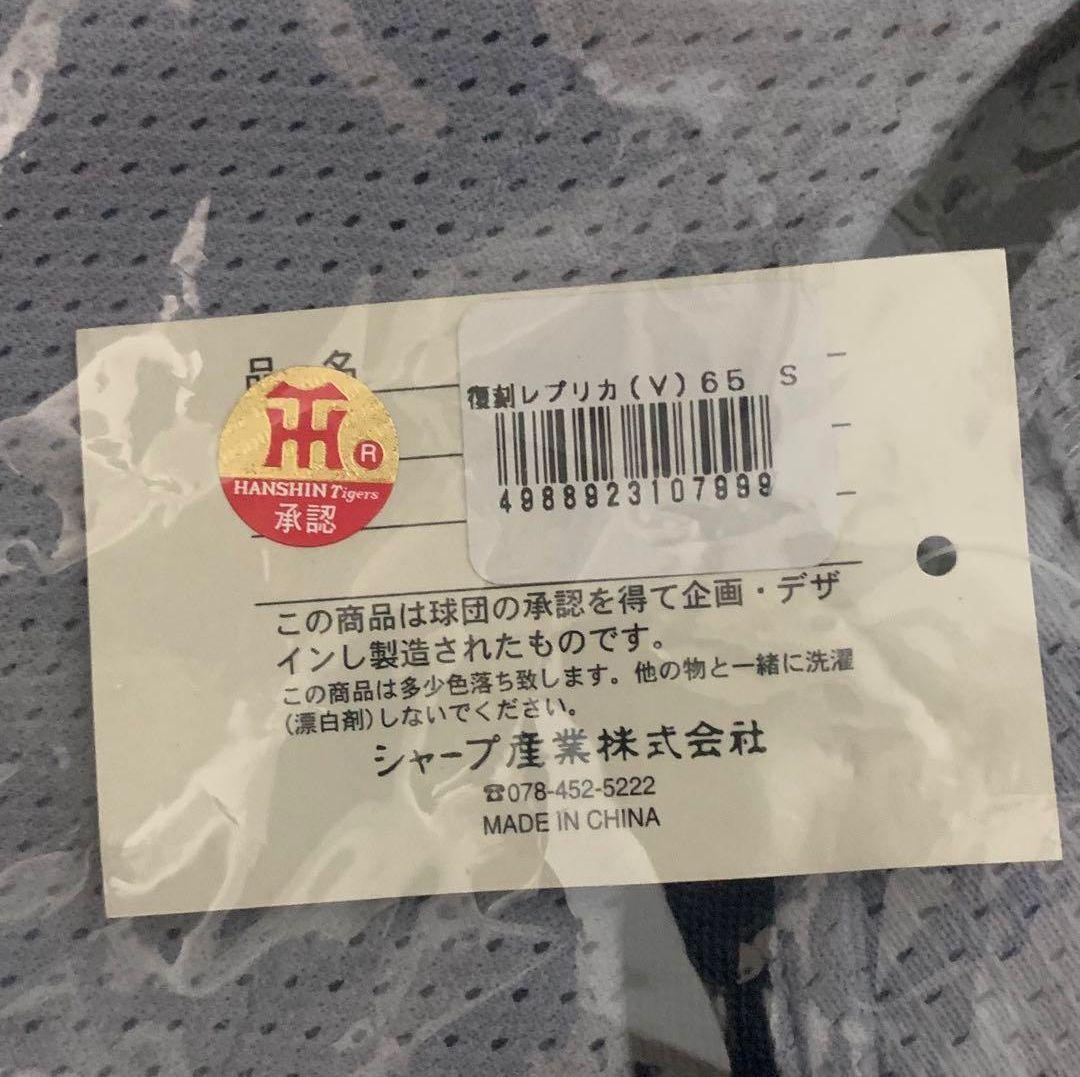 品 名
復刻レプリカ(V)65 S
4988923107999
HT
R
HANSHIN Tigers
承認
この商品は球団の承認を得て企画・デザ
インし製造されたものです。
この商品は多少色落ち致します。他の物と一緒に洗濯
(漂白剤)しないでください。
シャープ産業株式会社
☎078-452-5222
MADE IN CHINA